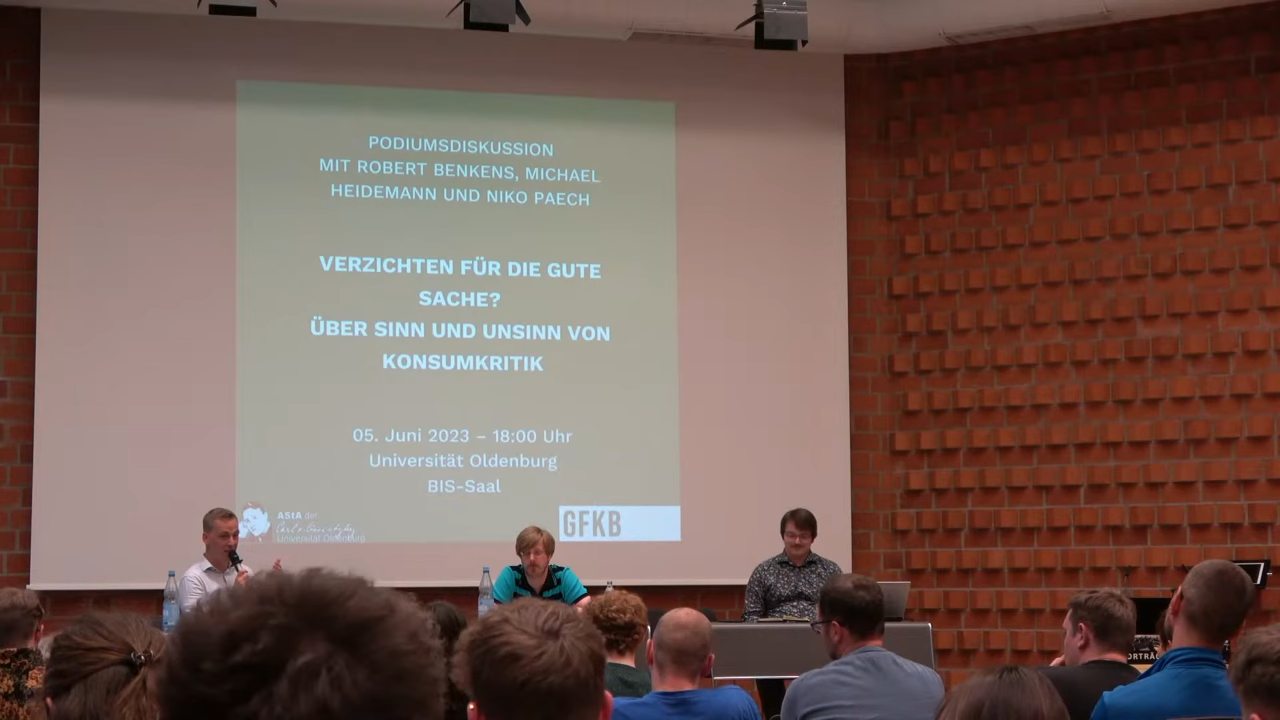 PODIUMSDISKUSSION
MIT ROBERT BENKENS, MICHAEL
HEIDEMANN UND NIKO PAECH
VERZICHTEN FÜR DIE GUTE
SACHE?
ÜBER SINN UND UNSINN VON
KONSUMKRITIK
05. Juni 2023 – 18:00 Uhr
Universität Oldenburg
BIS-Saal
AStA der
Universität Oldenburg
GFKB